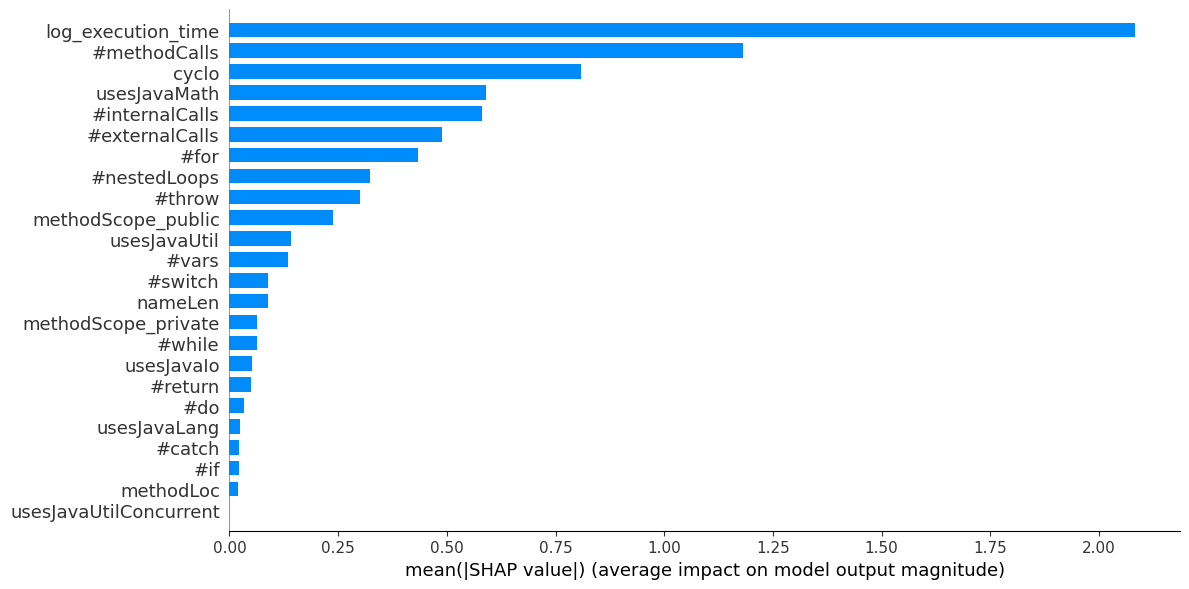 log_execution_time
#methodCalls
cyclo
usesJavaMath
#internalCalls
#externalCalls
#for
#nestedLoops
#throw
methodScope_public
usesJavaUtil
#vars
#switch
nameLen
methodScope_private
#while
usesJavaIo
#return
#do
usesJavaLang
#catch
#if
methodLoc
usesJavaUtilConcurrent
0.00 0.25 0.50 0.75 1.00 1.25 1.50 1.75 2.00
mean(|SHAP value|) (average impact on model output magnitude)